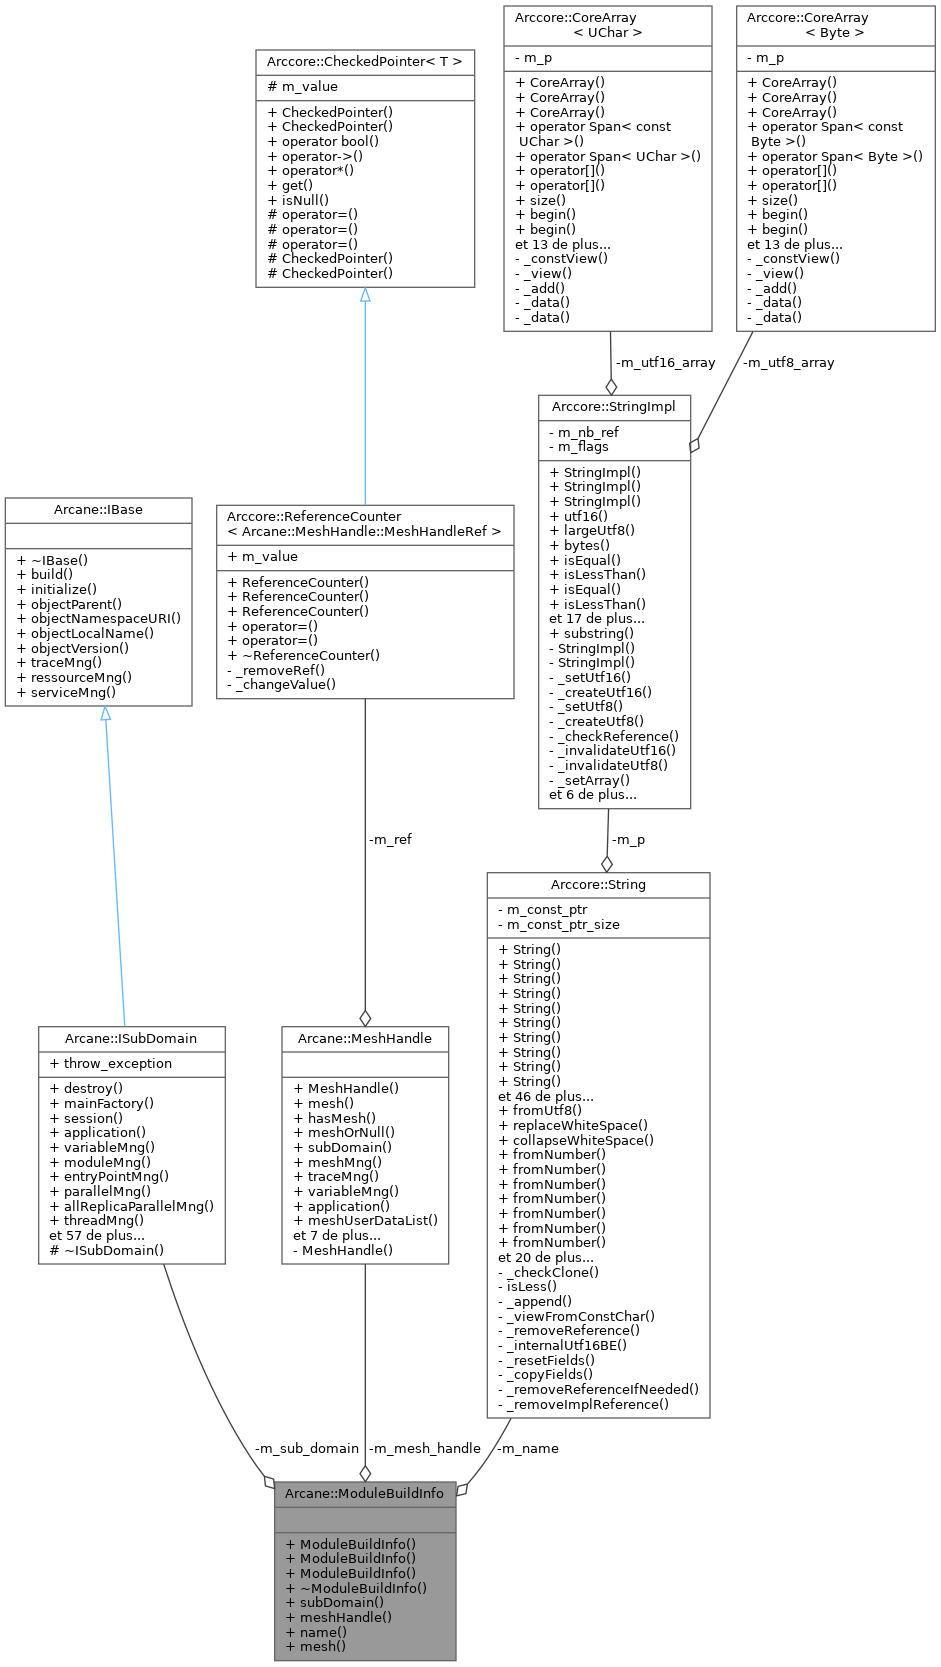 Arccore::CoreArray
< UChar >
- m_p
+ CoreArray()
+ CoreArray()
+ CoreArray()
+ operator Span< const
UChar >()
+ operator Span< UChar >()
+ operator[]()
+ operator[]()
+ size()
+ begin()
+ begin()
et 13 de plus...
- _constView()
- _view()
- _add()
- _data()
- _data()
Arccore::CoreArray
< Byte >
- m_p
+ CoreArray()
+ CoreArray()
+ CoreArray()
+ operator Span< const
Byte >()
+ operator Span< Byte >()
+ operator[]()
+ operator[]()
+ size()
+ begin()
+ begin()
et 13 de plus...
- _constView()
- _view()
- _add()
- _data()
- _data()
Arccore::CheckedPointer< T >
# m_value
+ CheckedPointer()
+ CheckedPointer()
+ operator bool()
+ operator->()
+ operator*()
+ get()
+ isNull()
# operator=()
# operator=()
# operator=()
# CheckedPointer()
# CheckedPointer()
-m_utf16_array
-m_utf8_array
Arccore::StringImpl
- m_nb_ref
- m_flags
+ StringImpl()
+ StringImpl()
+ StringImpl()
+ utf16()
+ largeUtf8()
+ bytes()
+ isEqual()
+ isLessThan()
+ isEqual()
+ isLessThan()
et 17 de plus...
+ substring()
- StringImpl()
- StringImpl()
- _setUtf16()
- _createUtf16()
- _setUtf8()
- _createUtf8()
- _checkReference()
- _invalidateUtf16()
- _invalidateUtf8()
- _setArray()
et 6 de plus...
Arcane::IBase
+ ~IBase()
+ build()
+ initialize()
+ objectParent()
+ objectNamespaceURI()
+ objectLocalName()
+ objectVersion()
+ traceMng()
+ ressourceMng()
+ serviceMng()
Arccore::ReferenceCounter
< Arcane::MeshHandle::MeshHandleRef >
+ m_value
+ ReferenceCounter()
+ ReferenceCounter()
+ ReferenceCounter()
+ operator=()
+ operator=()
+ ~ReferenceCounter()
- _removeRef()
- _changeValue()
-m_ref
-m_p
Arccore::String
- m_const_ptr
- m_const_ptr_size
+ String()
+ String()
+ String()
+ String()
+ String()
+ String()
+ String()
+ String()
+ String()
+ String()
et 46 de plus...
+ fromUtf8()
+ replaceWhiteSpace()
+ collapseWhiteSpace()
+ fromNumber()
+ fromNumber()
+ fromNumber()
+ fromNumber()
+ fromNumber()
+ fromNumber()
+ fromNumber()
et 20 de plus...
- _checkClone()
- isLess()
- _append()
- _viewFromConstChar()
- _removeReference()
- _internalUtf16BE()
- _resetFields()
- _copyFields()
- _removeReferenceIfNeeded()
- _removeImplReference()
Arcane::ISubDomain
+ throw_exception
+ destroy()
+ mainFactory()
+ session()
+ application()
+ variableMng()
+ moduleMng()
+ entryPointMng()
+ parallelMng()
+ allReplicaParallelMng()
+ threadMng()
et 57 de plus...
# ~ISubDomain()
Arcane::MeshHandle
+ MeshHandle()
+ mesh()
+ hasMesh()
+ meshOrNull()
+ subDomain()
+ meshMng()
+ traceMng()
+ variableMng()
+ application()
+ meshUserDataList()
et 7 de plus...
- MeshHandle()
-m_sub_domain
-m_mesh_handle
-m_name
Arcane::ModuleBuildInfo
+ ModuleBuildInfo()
+ ModuleBuildInfo()
+ ModuleBuildInfo()
+ ~ModuleBuildInfo()
+ subDomain()
+ meshHandle()
+ name()
+ mesh()